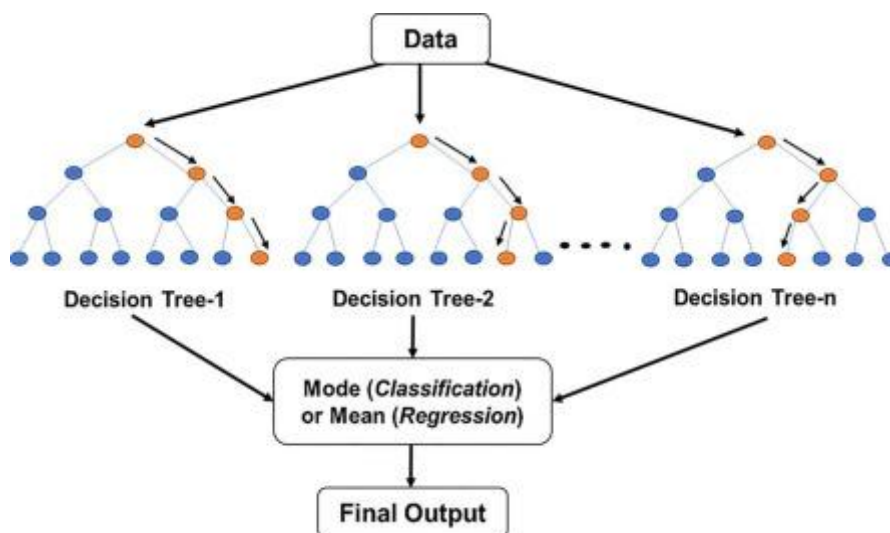 Data
Decision Tree-1
Decision Tree-2
Decision Tree-n
Mode (Classification)
or Mean (Regression)
Final Output